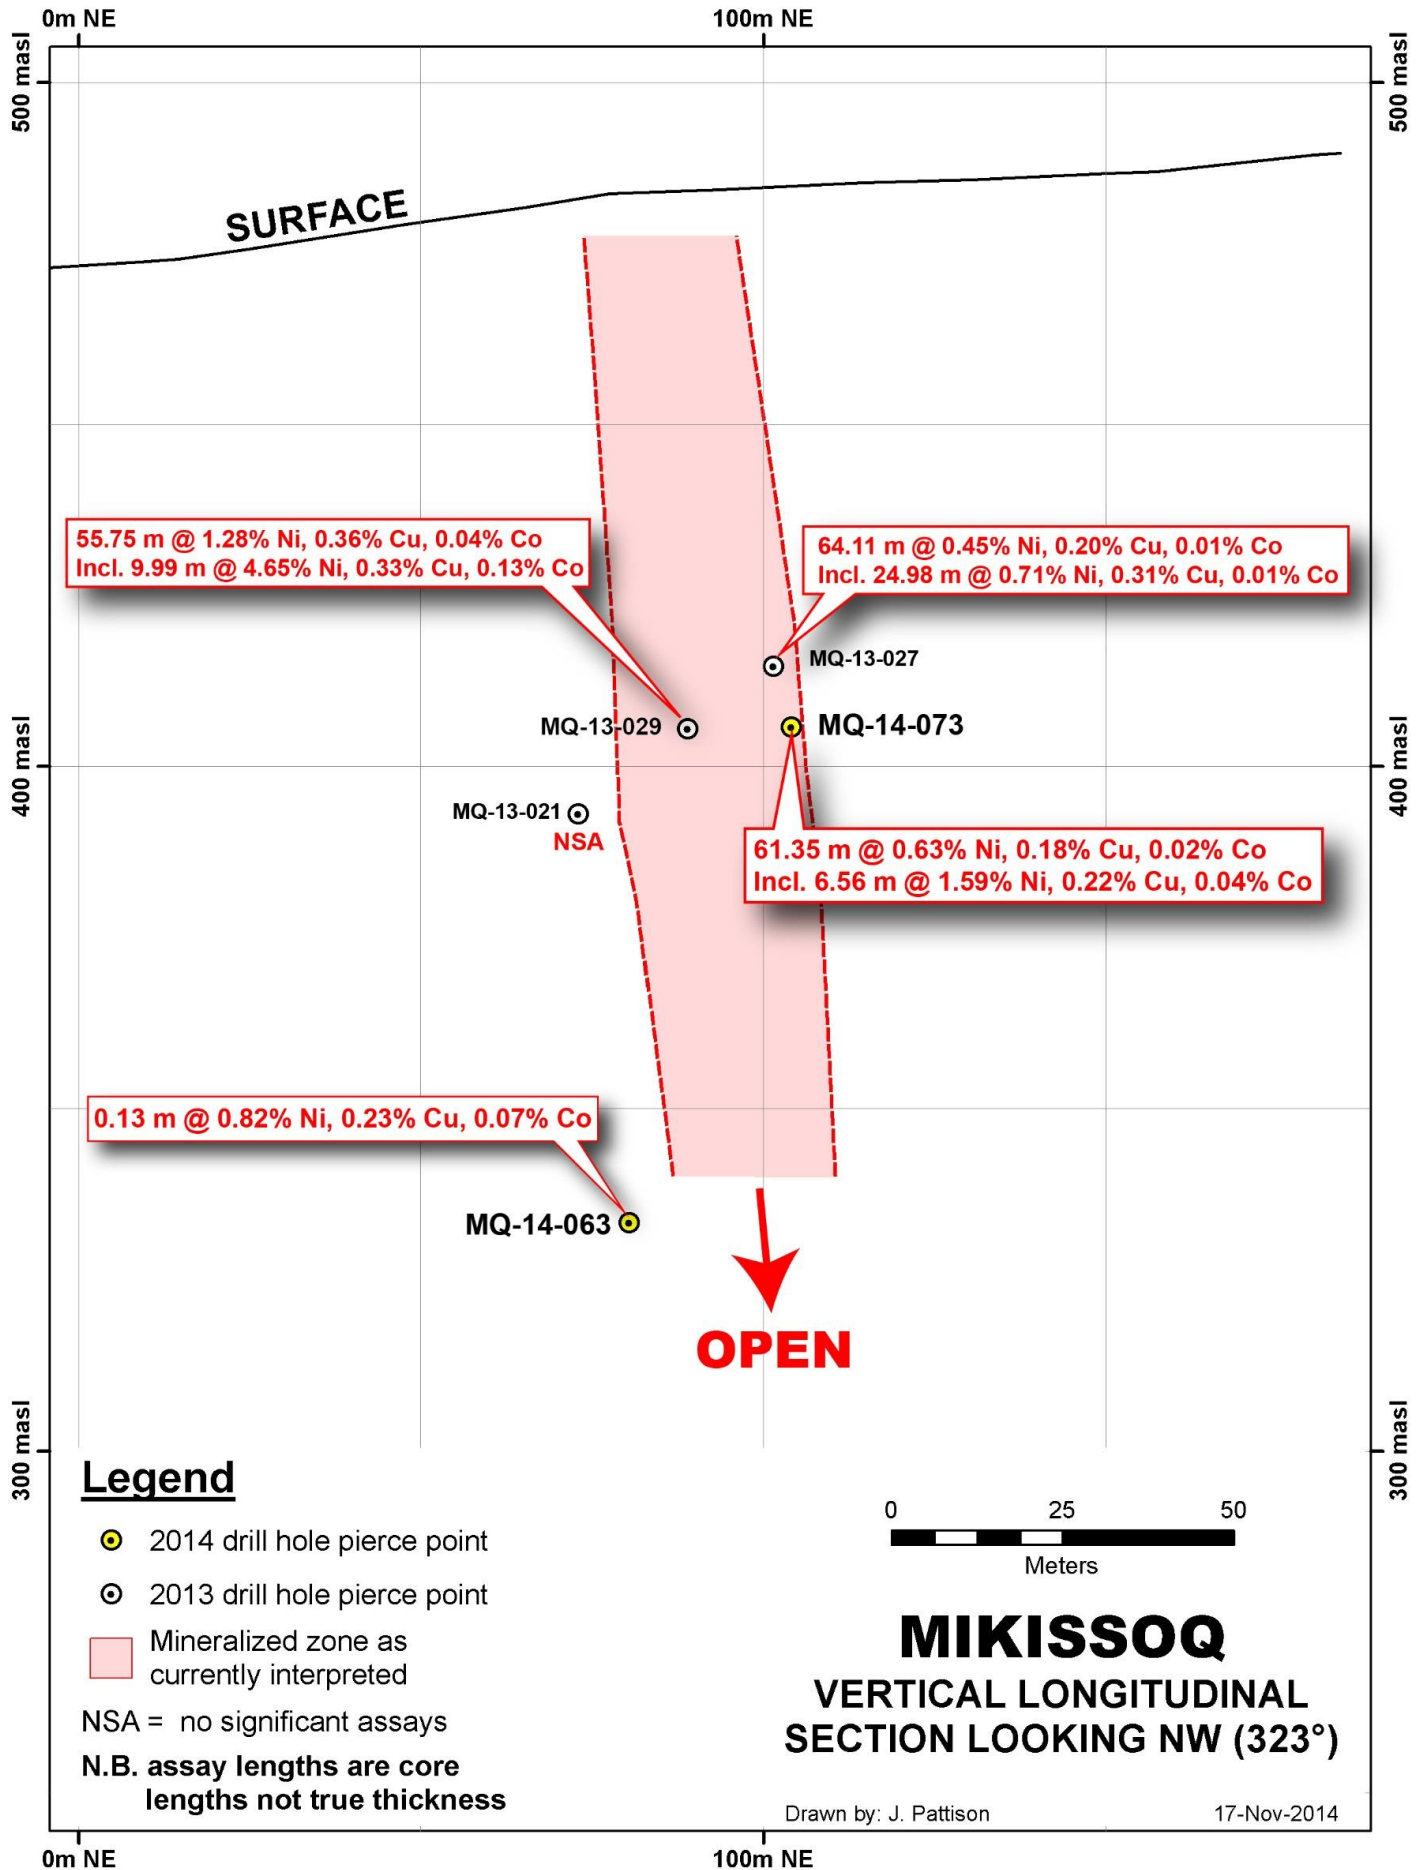 0m NE
100m NE
500 masl
500 masl
SURFACE
55.75 m @ 1.28% Ni, 0.36% Cu, 0.04% Co
Incl. 9.99 m @ 4.65% Ni, 0.33% Cu, 0.13% Co
64.11 m @ 0.45% Ni, 0.20% Cu, 0.01% Co
Incl. 24.98 m @ 0.71% Ni, 0.31% Cu, 0.01% Co
MQ-13-027
MQ-13-029
MQ-14-073
400 masl
400 masl
MQ-13-021
NSA
61.35 m @ 0.63% Ni, 0.18% Cu, 0.02% Co
Incl. 6.56 m @ 1.59% Ni, 0.22% Cu, 0.04% Co
0.13 m @ 0.82% Ni, 0.23% Cu, 0.07% Co
MQ-14-063
OPEN
300 masl
300 masl
Legend
2014 drill hole pierce point
2013 drill hole pierce point
Mineralized zone as
currently interpreted
NSA = no significant assays
N.B. assay lengths are core
lengths not true thickness
0 25 50
Meters
MIKISSOQ
VERTICAL LONGITUDINAL
SECTION LOOKING NW (323°)
Drawn by: J. Pattison 17-Nov-2014
0m NE
100m NE